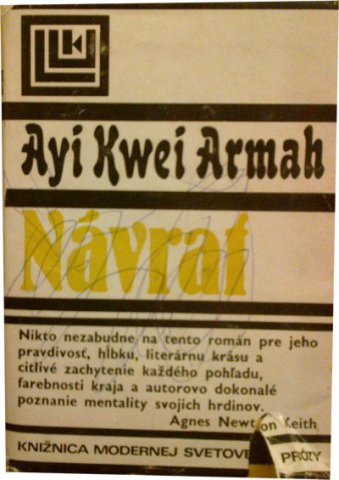 Ayi Kwei Armah
Návrat
Nikto nezabudne na tento román pre jeho
pravdivosť, hĺbku, literárnu krásu a
citlivé zachytenie každého pohľadu,
farebnosti kraja a autorovo dokonalé
poznanie mentality svojich hrdinov.
Agnes Newton Keith
KNIŽNICA MODERNEJ SVETOVE PRÓZY